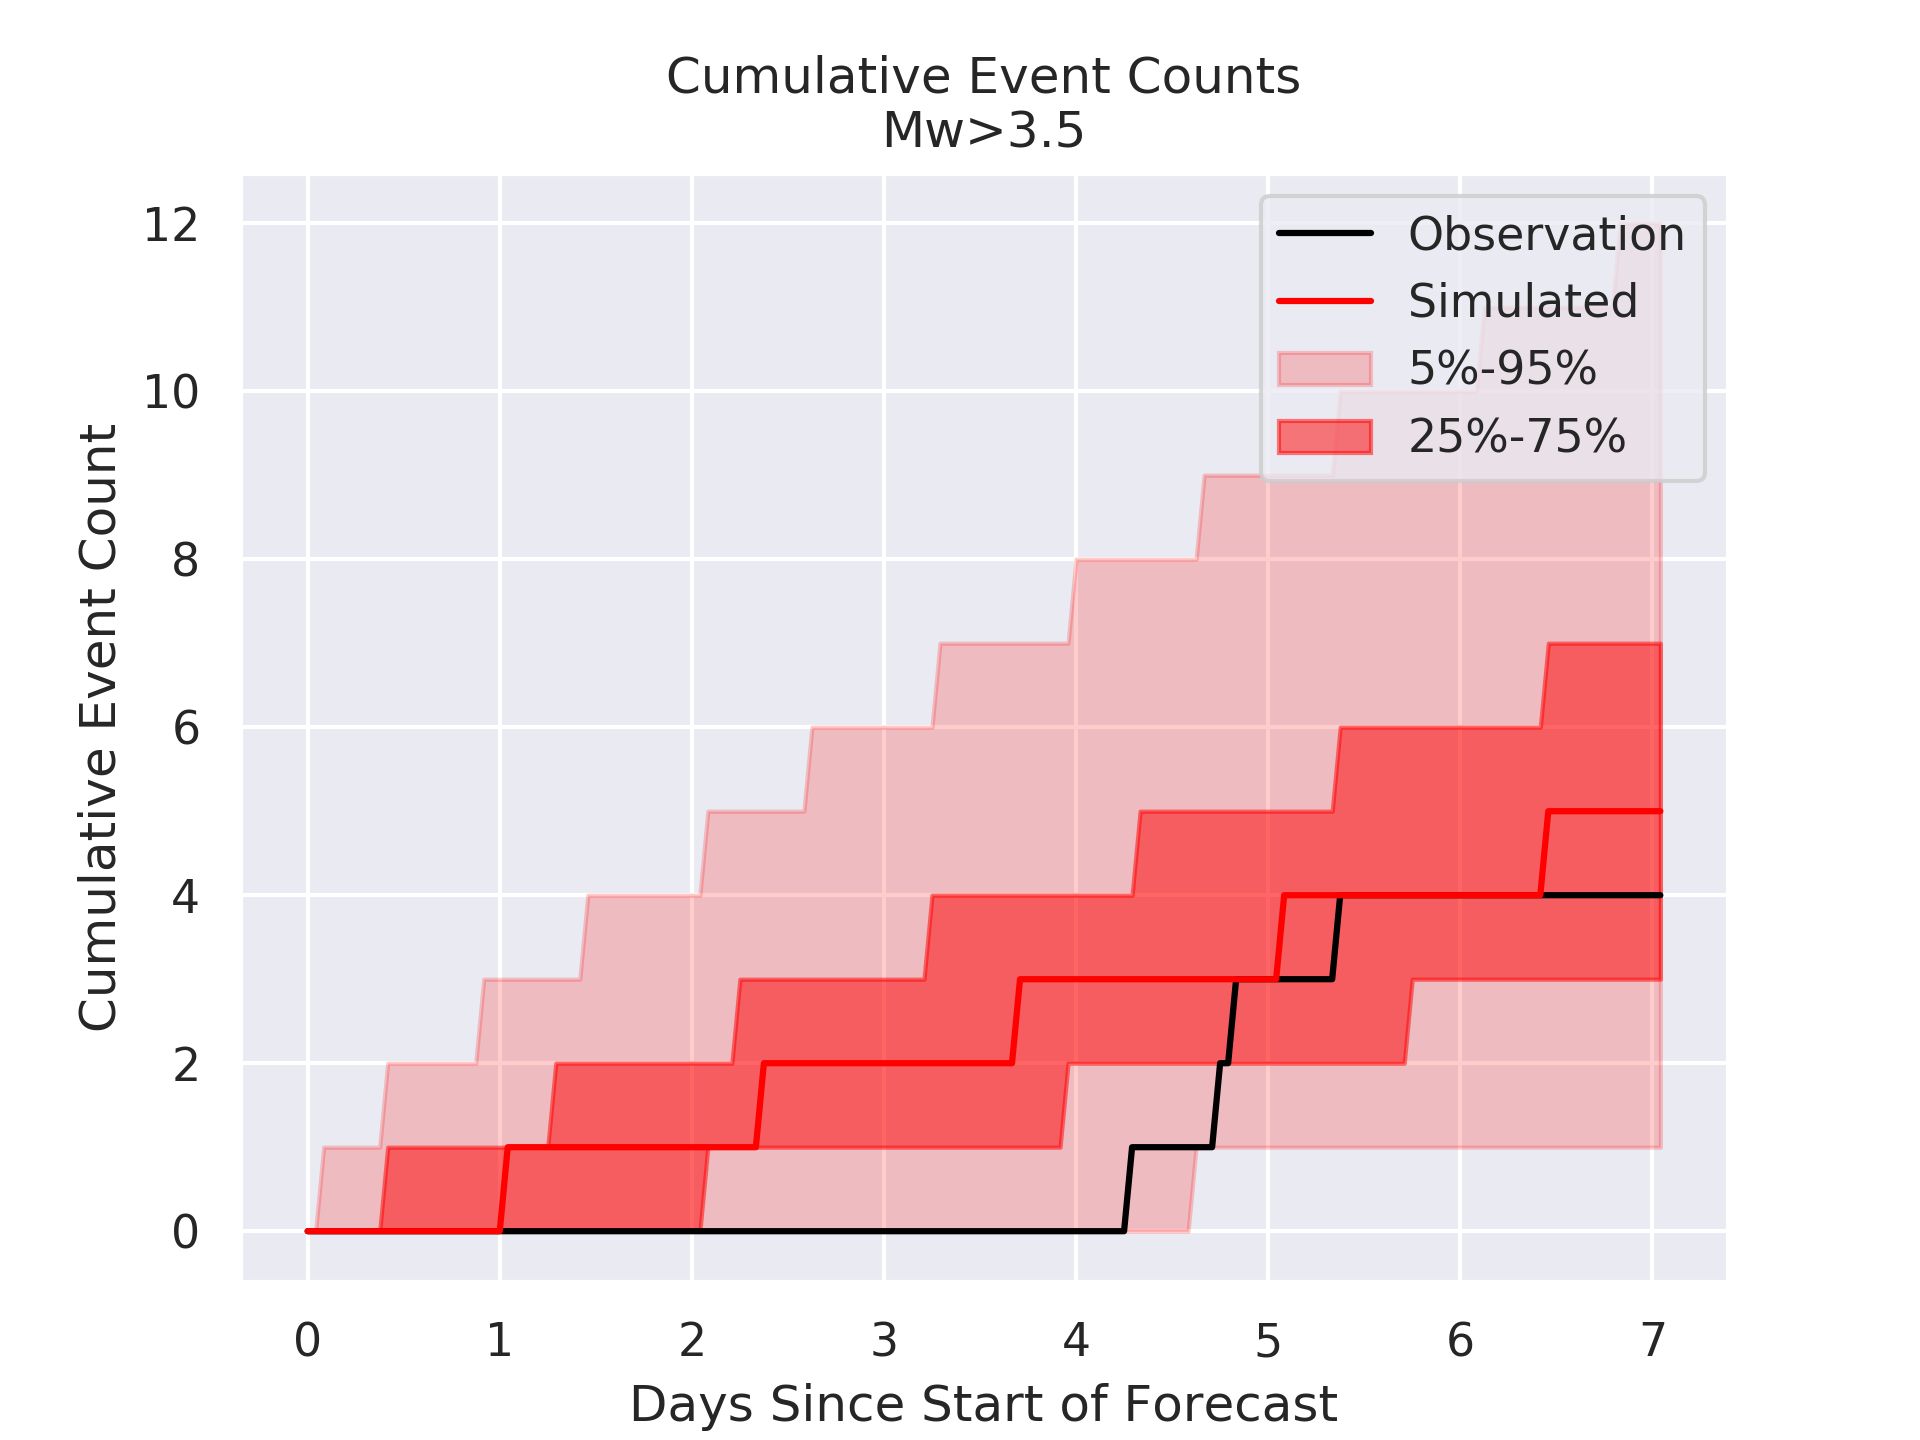 Cumulative Event Counts
Mw>3.5
Cumulative Event Count
12
10
8
6
4
2
0
Observation
Simulated
5%-95%
25%-75%
0 1 2 3 4 5 6 7
Days Since Start of Forecast